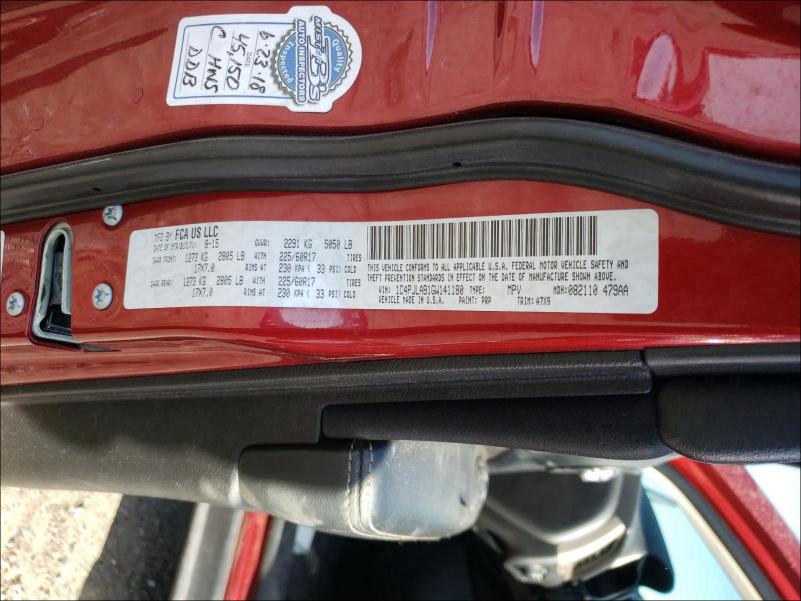 Quality
MISTER B'S
AUTO INSPECTORS
Inspected
DATE
6-23-18
45,150
HNS
DDB
MFD BY FCA US LLC
DATE OF MFR 8-15 GVWR: 2291 KG 5050 LB
GAWR FRONT: 1273 KG 2805 LB WITH 225/60R17 TIRES
17X7.0 RIMS AT 230 KPA ( 33 PSI) COLD
GAWR REAR: 1273 KG 2805 LB WITH 225/60R17 TIRES
17X7.0 RIMS AT 230 KPA ( 33 PSI) COLD
THIS VEHICLE CONFORMS TO ALL APPLICABLE U.S.A. FEDERAL MOTOR VEHICLE SAFETY AND
THEFT PREVENTION STANDARDS IN EFFECT ON THE DATE OF MANUFACTURE SHOWN ABOVE.
VIN: 1C4PJLAB1GW141180 TYPE: MPV MDH:082110 479AA
VEHICLE MADE IN U.S.A. PAINT: PRP TRIM: A7X9